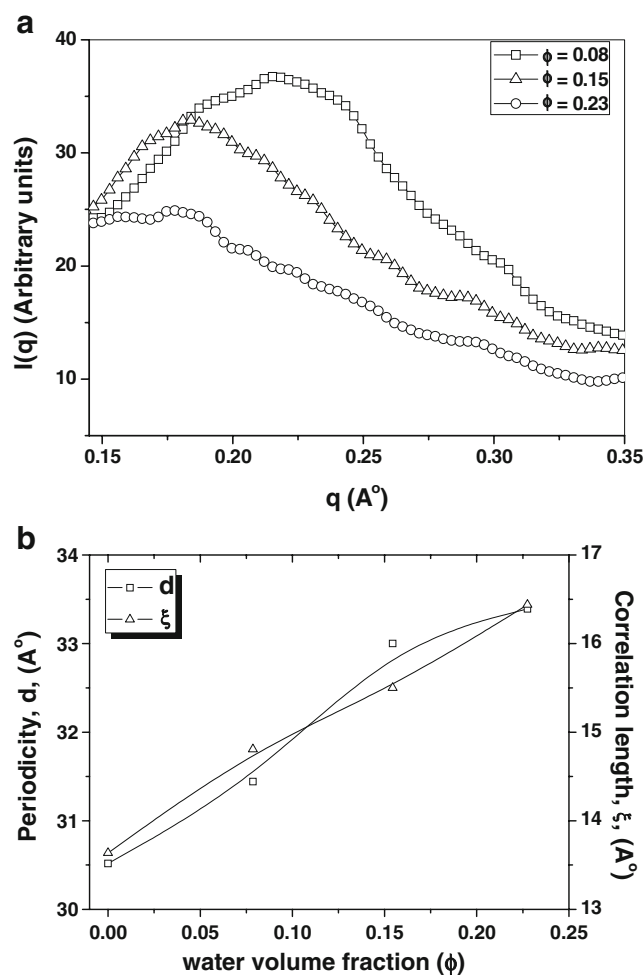 a
40
30
20
10
I(q) (Arbitrary units)
ϕ = 0.08
ϕ = 0.15
ϕ = 0.23
0.15 0.20 0.25 0.30 0.35
q (A°)
b
34
33
32
31
30
Periodicity, d, (A°)
d
ξ
17
16
15
14
13
Correlation length, ξ, (A°)
0.00 0.05 0.10 0.15 0.20 0.25
water volume fraction (ϕ)